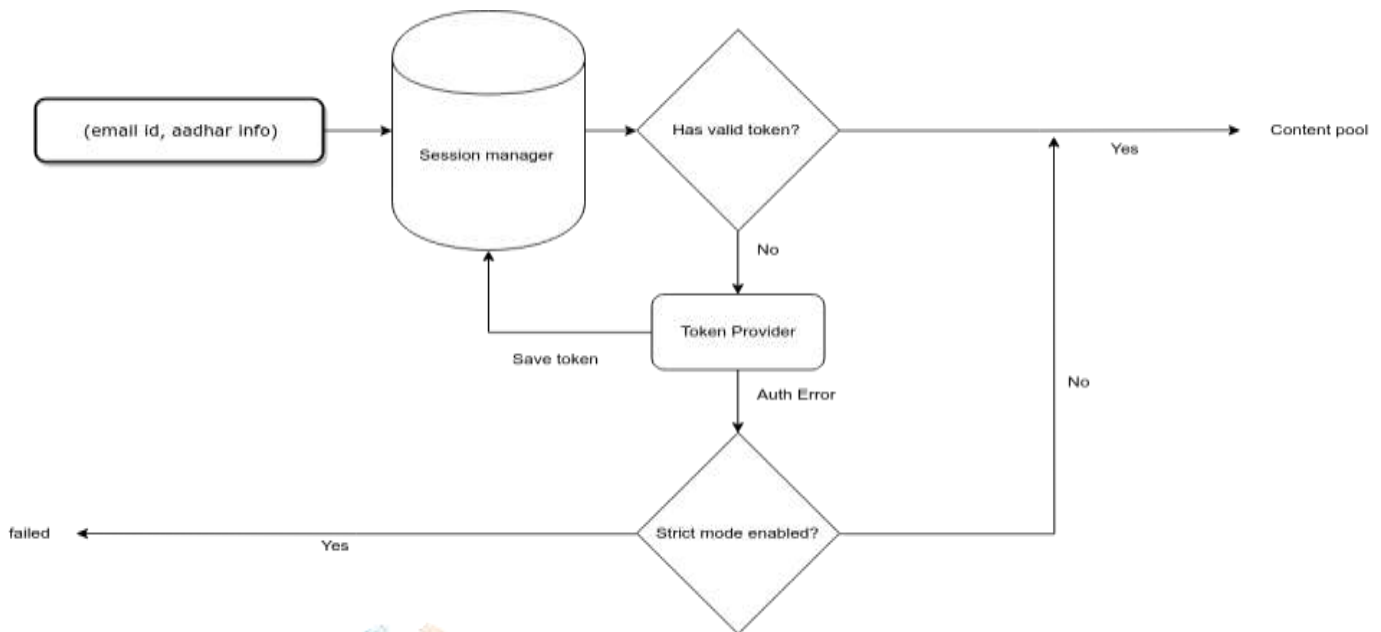 (email id, aadhar info)
Session manager
Has valid token?
Yes
Content pool
No
Token Provider
Save token
Auth Error
No
Strict mode enabled?
Yes
failed